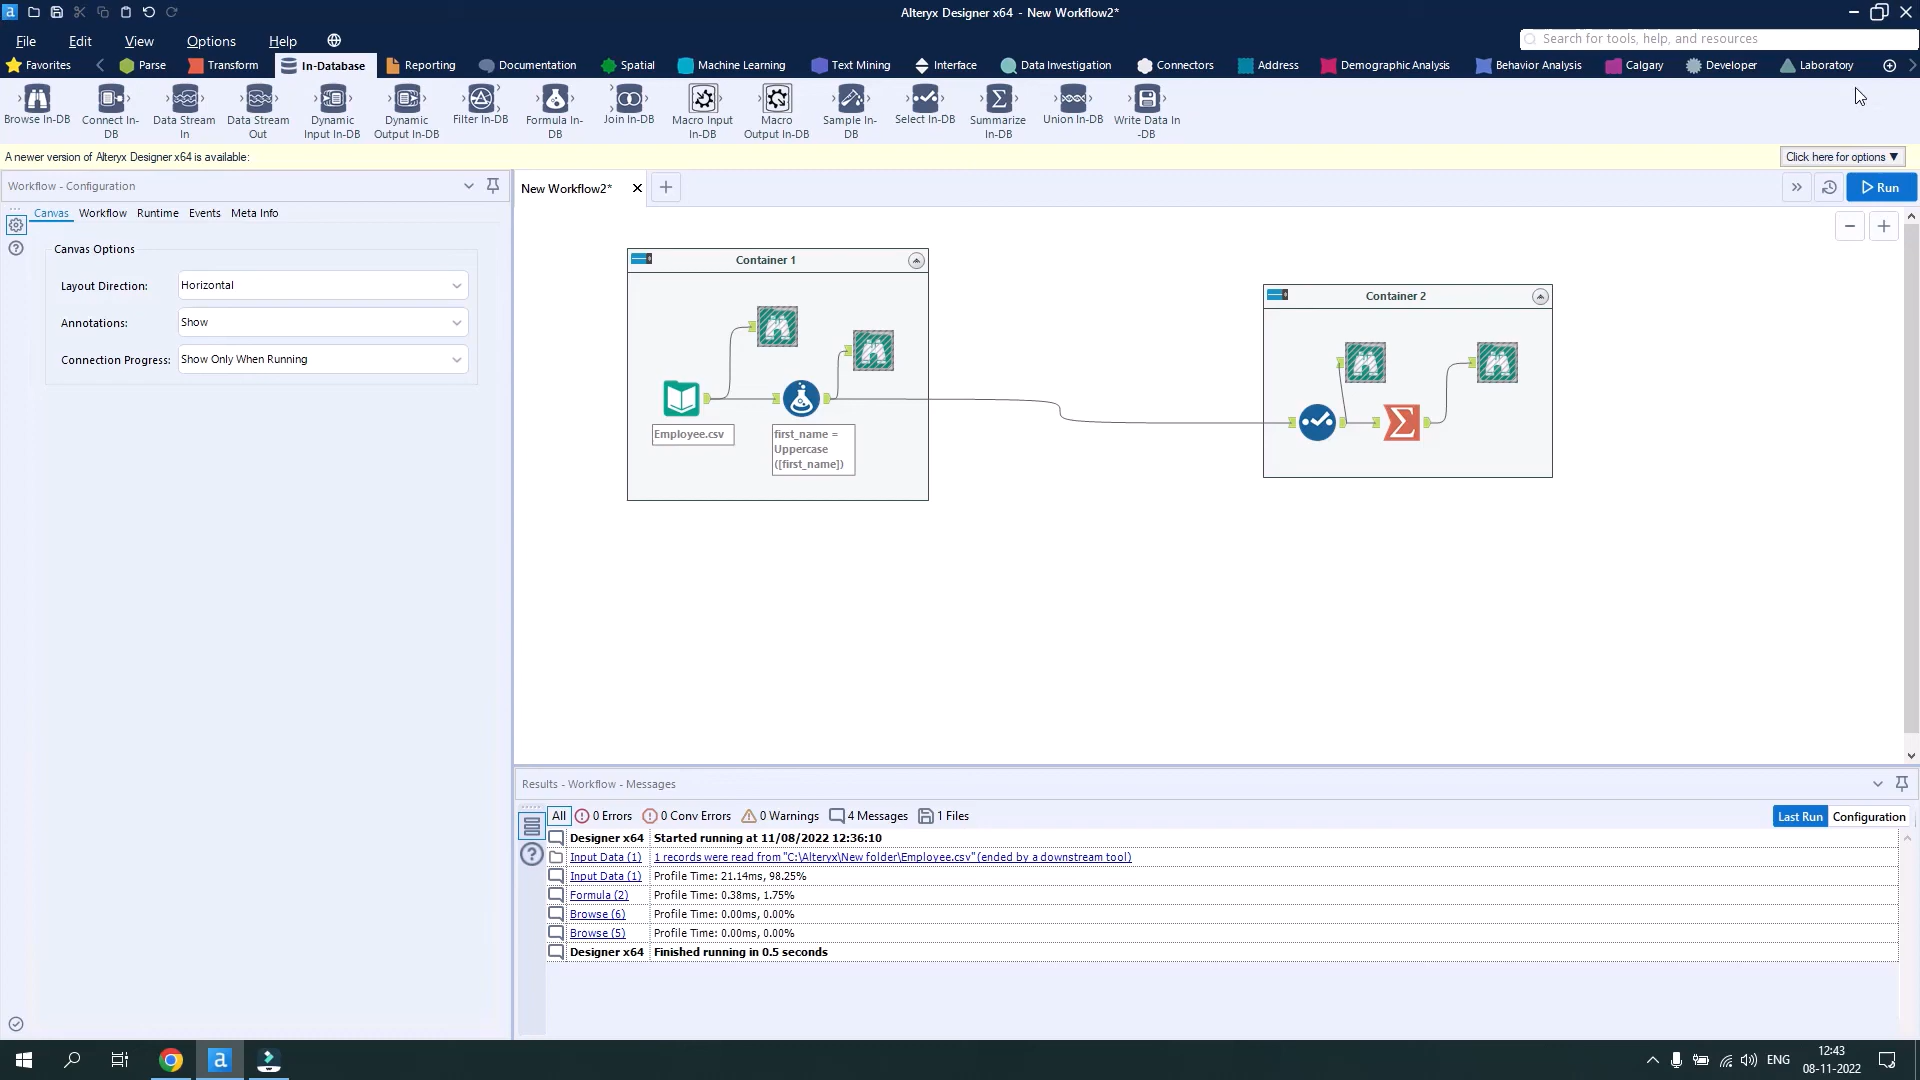 Alteryx Designer x64 - New Workflow2*
File Edit View Options Help
Search for tools, help, and resources
Favorites Parse Transform In-Database Reporting Documentation Spatial Machine Learning Text Mining Interface Data Investigation Connectors Address Demographic Analysis Behavior Analysis Calgary Developer Laboratory
Browse In-DB Connect In- Data Stream Data Stream Dynamic Dynamic Filter In-DB Formula In- Join In-DB Macro Input Macro Sample In- Select In-DB Summarize Union In-DB Write Data In
DB In Out Input In-DB Output In-DB DB In-DB Output In-DB DB In-DB -DB
A newer version of Alteryx Designer x64 is available:
Click here for options ▼
Workflow - Configuration
New Workflow2*
Run
Canvas Workflow Runtime Events Meta Info
Canvas Options
Layout Direction: Horizontal
Annotations: Show
Connection Progress: Show Only When Running
Container 1
Employee.csv
first_name =
Uppercase
([first_name])
Container 2
Results - Workflow - Messages
All 0 Errors 0 Conv Errors 0 Warnings 4 Messages 1 Files
Last Run Configuration
Designer x64 Started running at 11/08/2022 12:36:10
Input Data (1) 1 records were read from "C:\Alteryx\New folder\Employee.csv" (ended by a downstream tool)
Input Data (1) Profile Time: 21.14ms, 98.25%
Formula (2) Profile Time: 0.38ms, 1.75%
Browse (6) Profile Time: 0.00ms, 0.00%
Browse (5) Profile Time: 0.00ms, 0.00%
Designer x64 Finished running in 0.5 seconds
ENG
12:43
08-11-2022